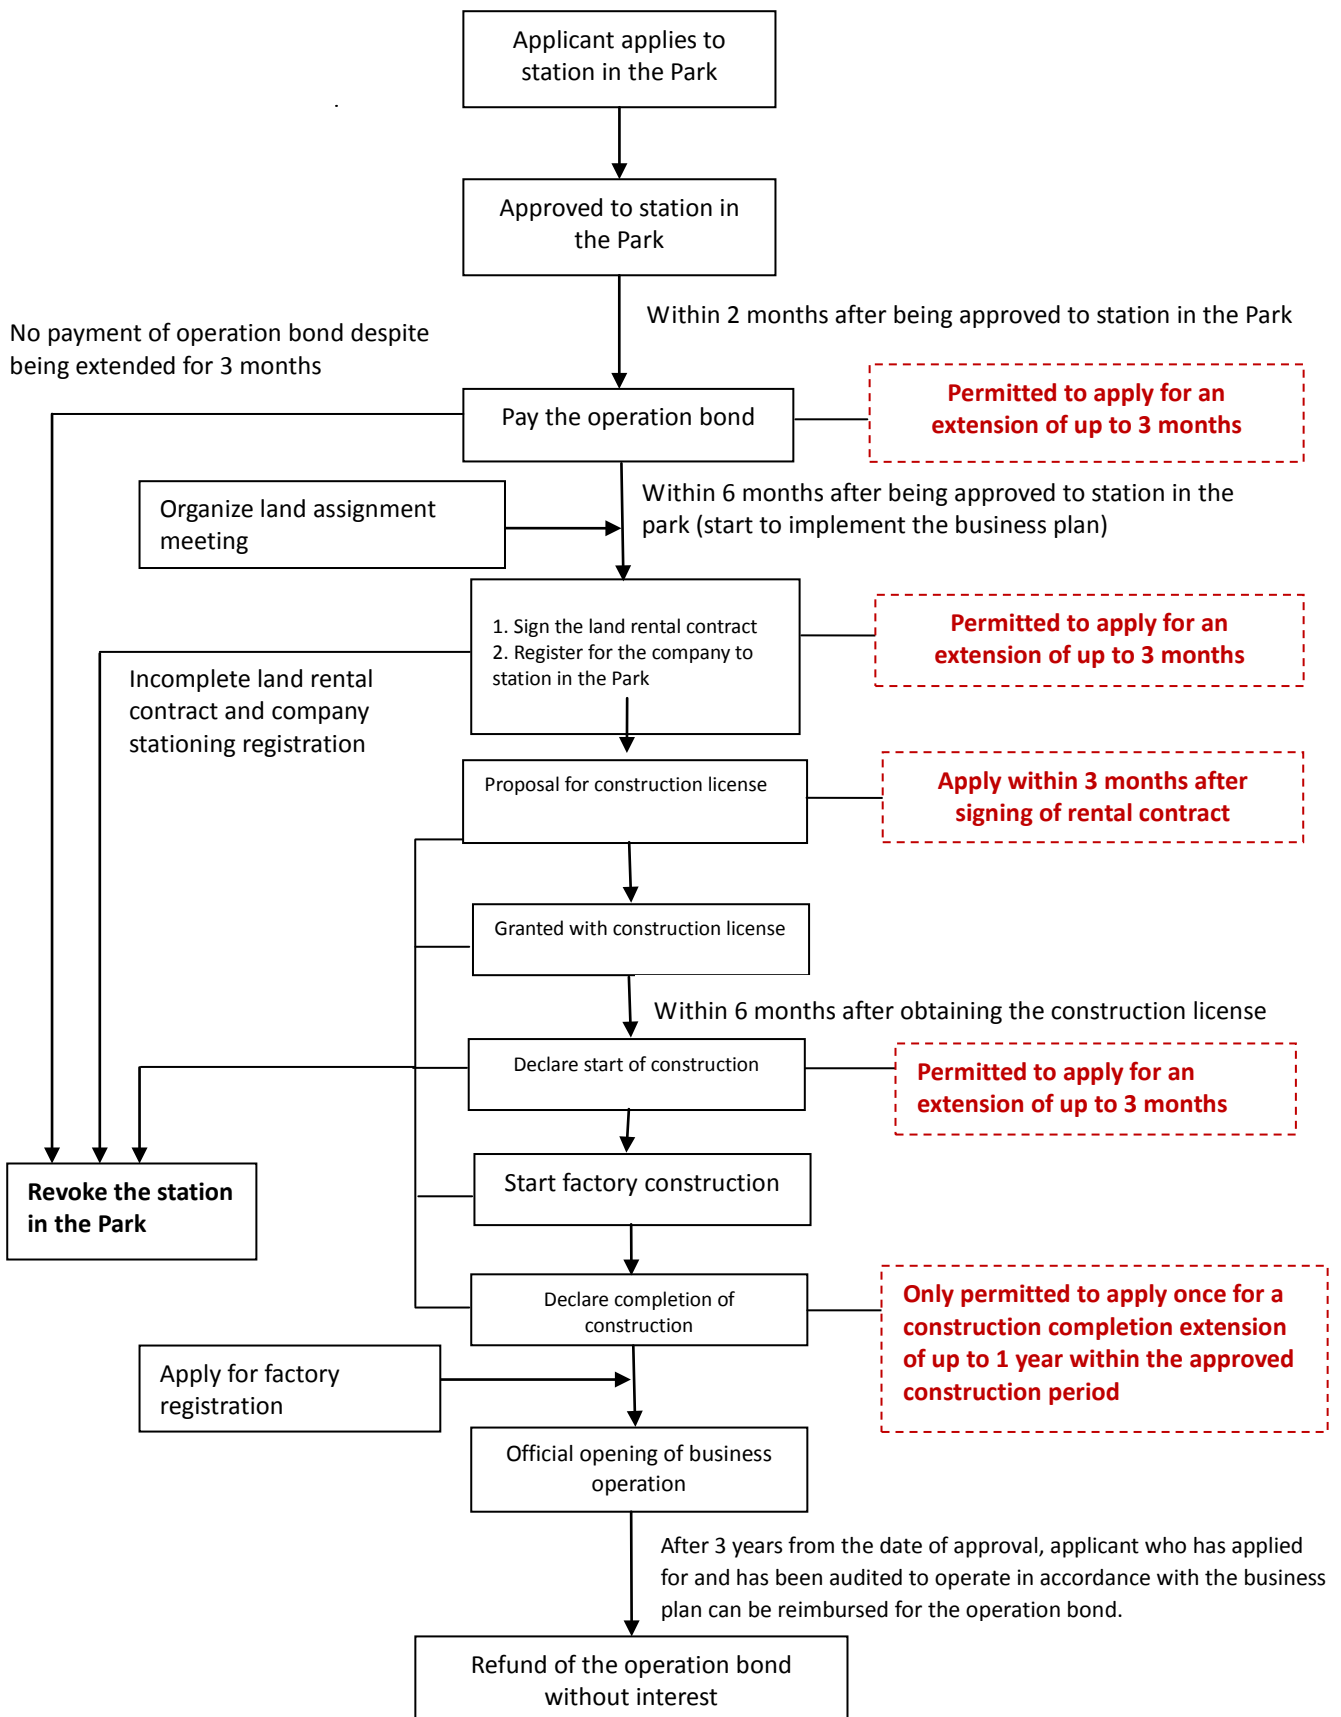 Applicant applies to
station in the Park
Approved to station in
the Park
Within 2 months after being approved to station in the Park
No payment of operation bond despite
being extended for 3 months
Pay the operation bond
Permitted to apply for an
extension of up to 3 months
Organize land assignment
meeting
Within 6 months after being approved to station in the
park (start to implement the business plan)
1. Sign the land rental contract
2. Register for the company to
station in the Park
Permitted to apply for an
extension of up to 3 months
Incomplete land rental
contract and company
stationing registration
Proposal for construction license
Apply within 3 months after
signing of rental contract
Granted with construction license
Within 6 months after obtaining the construction license
Declare start of construction
Permitted to apply for an
extension of up to 3 months
Revoke the station
in the Park
Start factory construction
Declare completion of
construction
Only permitted to apply once for a
construction completion extension
of up to 1 year within the approved
construction period
Apply for factory
registration
Official opening of business
operation
After 3 years from the date of approval, applicant who has applied
for and has been audited to operate in accordance with the business
plan can be reimbursed for the operation bond.
Refund of the operation bond
without interest